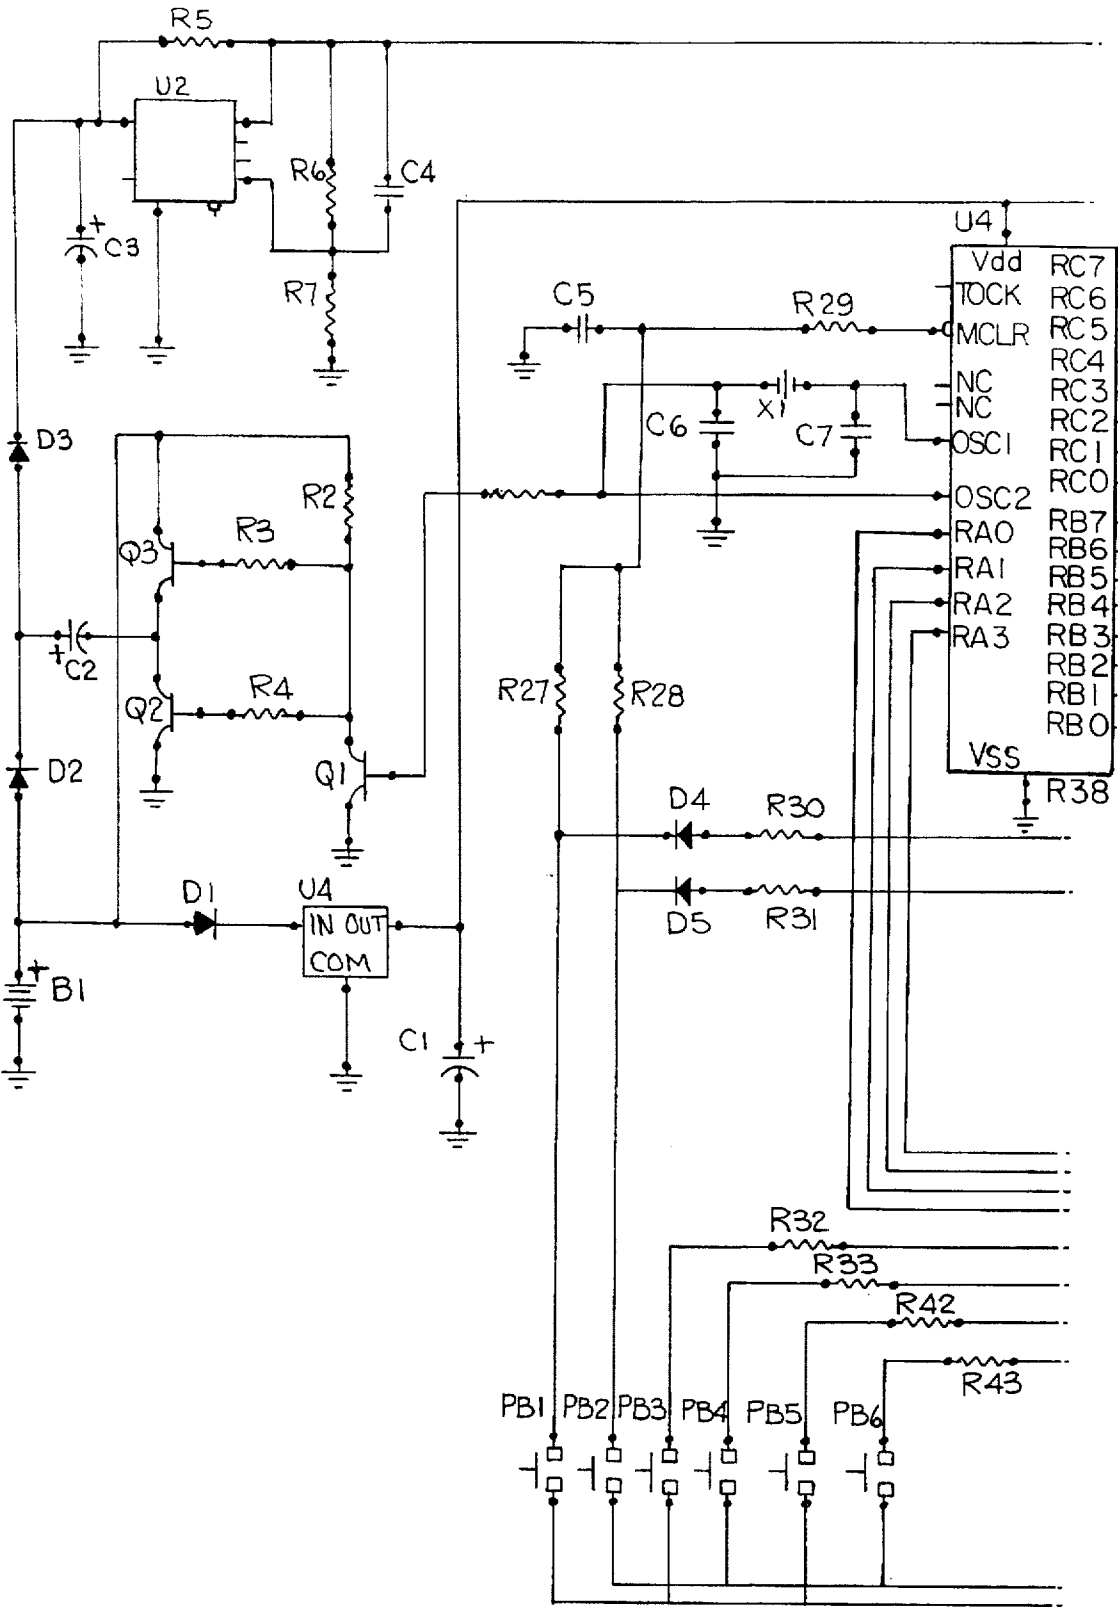 R5
U2
R6
C4
+
C3
R7
U4
Vdd
RC7
TOCK
RC6
C5
R29
RC5
MCLR
RC4
NC
RC3
X1
NC
RC2
C6
C7
OSC1
RC1
RC0
D3
R2
OSC2
RB7
RA0
RB6
Q3
R3
RA1
RB5
RA2
RB4
RA3
RB3
+
C2
RB2
R27
R28
RB1
Q2
R4
RB0
VSS
D2
Q1
R38
D4
R30
D1
U4
IN OUT
COM
D5
R31
+
B1
C1
+
R32
R33
R42
R43
PB1
PB2
PB3
PB4
PB5
PB6